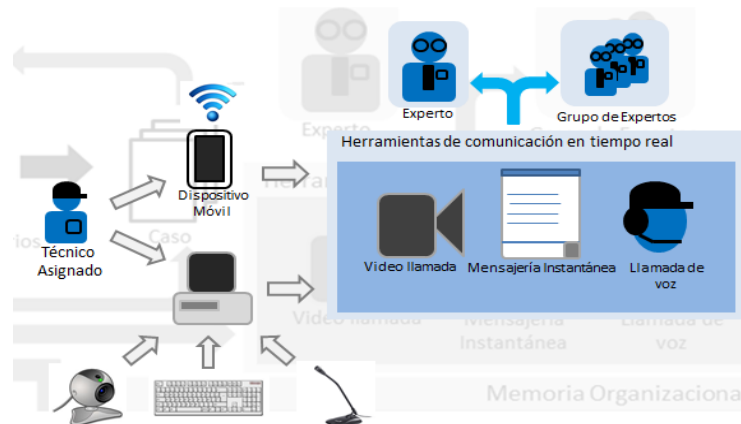 Experto
Grupo de Expertos
Herramientas de comunicación en tiempo real
Dispositivo
Móvil
Técnico
Asignado
Video llamada
Mensajería Instantánea
Llamada de
voz
Experto
Caso
Video llamada
Mensajería
Instantánea
Llamada de
voz
Memoria Organizaciona